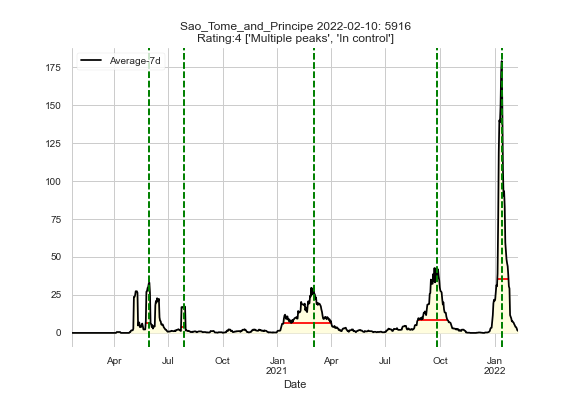 Sao_Tome_and_Principe 2022-02-10: 5916
Rating:4 ['Multiple peaks', 'In control']
Average-7d
175
150
125
100
75
50
25
0
Apr Jul Oct Jan Apr Jul Oct Jan
2021 2022
Date